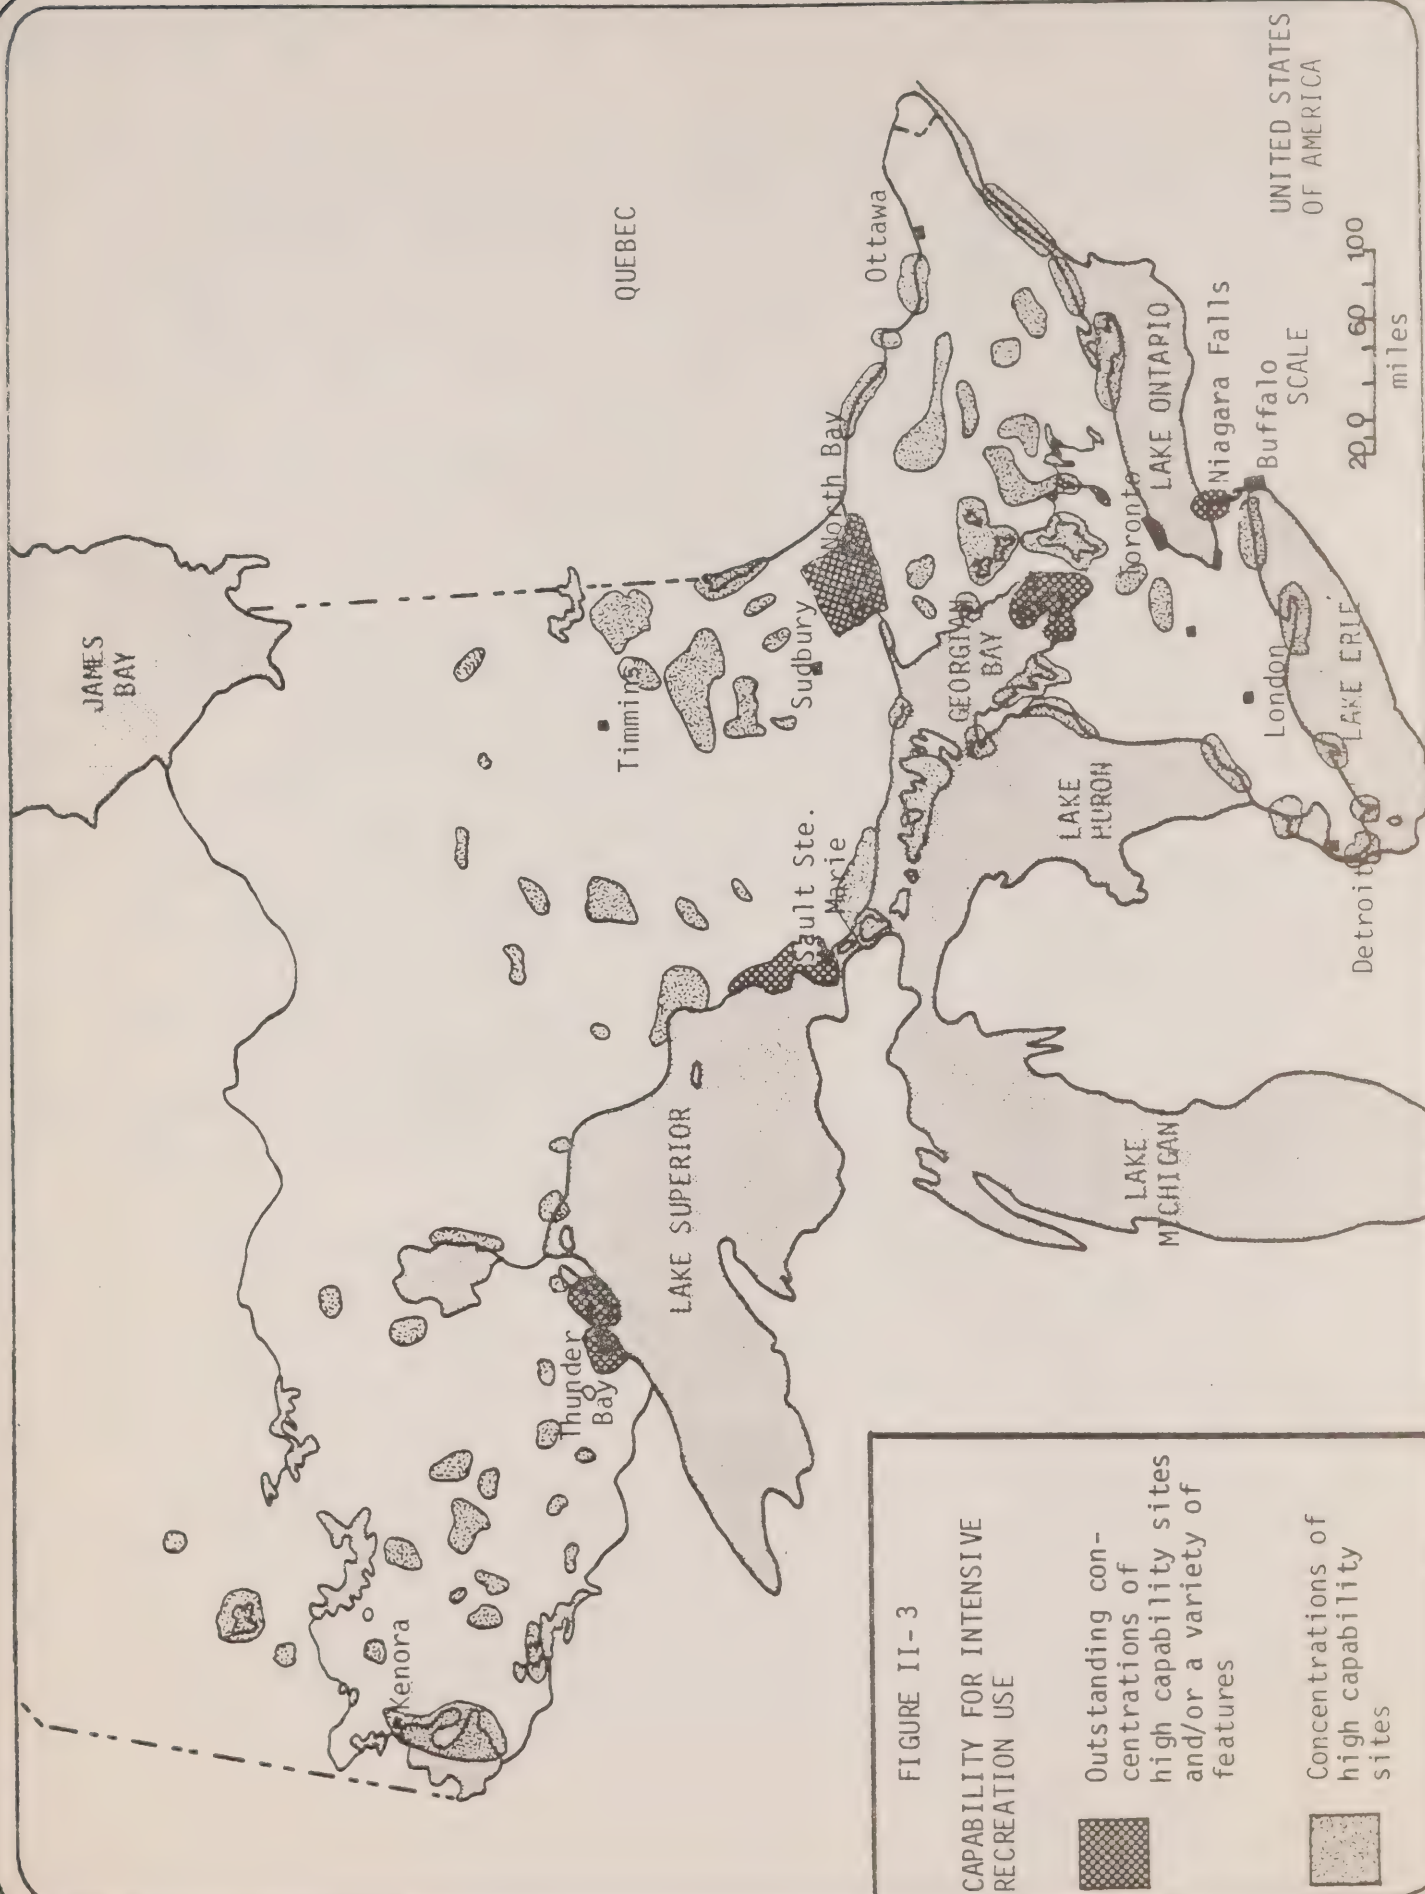 JAMES
BAY
QUEBEC
Kenora
Thunder
Bay
Timmins
LAKE SUPERIOR
Sault Ste.
Marie
Sudbury
North Bay
Ottawa
GEORGIAN
BAY
LAKE
HURON
LAKE
MICHIGAN
Toronto
LAKE ONTARIO
Niagara Falls
Buffalo
London
LAKE ERIE
Detroit
UNITED STATES
OF AMERICA
SCALE
20 0 60 100
miles
FIGURE II-3
CAPABILITY FOR INTENSIVE
RECREATION USE
Outstanding con-
centrations of
high capability sites
and/or a variety of
features
Concentrations of
high capability
sites